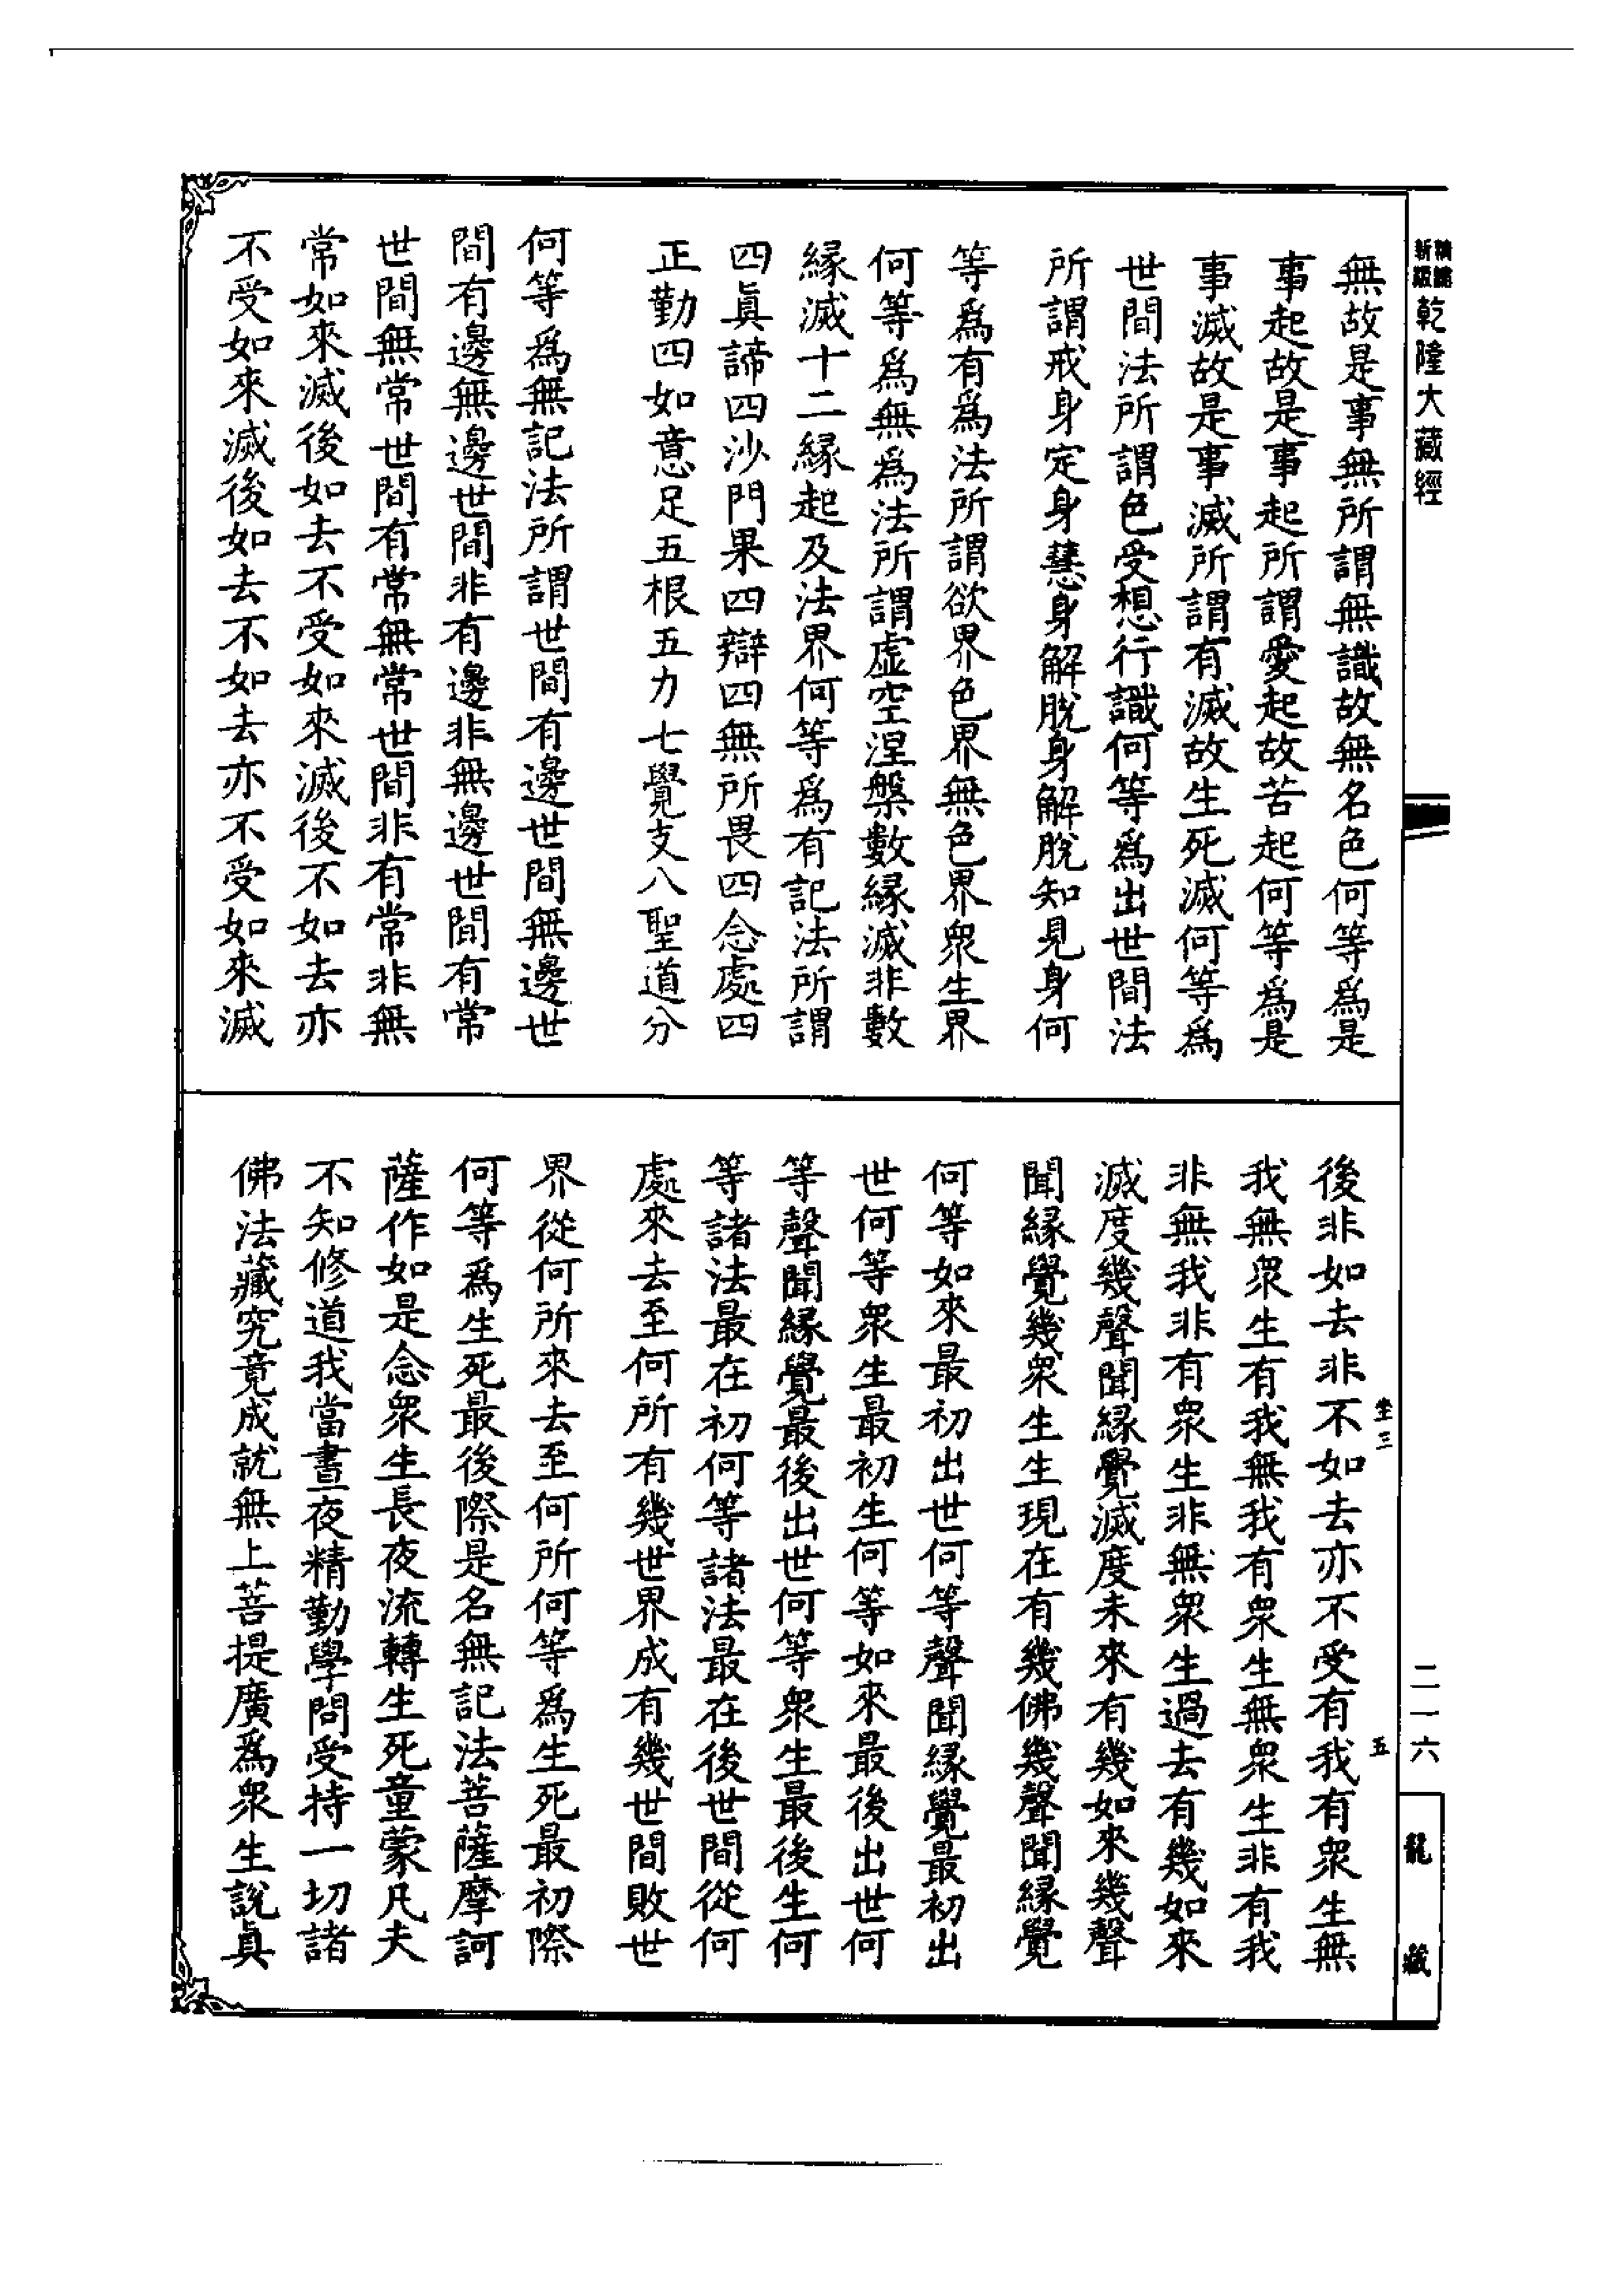 乾隆大藏經
無故是事無所謂無識故無名色何等爲是
事起故是事起所謂愛起故苦起何等爲是
事滅故是事滅所謂有滅故生死滅何等爲
世間法所謂色受想行識何等爲出世間法
所謂戒身定身慧身解脫身解脫知見身何
等爲有爲法所謂欲界色界無色界衆生界
何等爲無爲法所謂虛空涅槃數緣滅非數
緣滅十二緣起及法界何等爲有記法所謂
四眞諦四沙門果四辯四無所畏四念處四
正勤四如意足五根五力七覺支八聖道分
何等爲無記法所謂世間有邊世間無邊世
間有邊無邊世間非有邊非無邊世間有常
世間無常世間有常無常世間非有常非無
常如來滅後如去不受如來滅後不如去亦
不受如來滅後如去不如去亦不受如來滅
後非如去非不如去亦不受有我有衆生無
我無衆生有我無我有衆生無衆生非有我
非無我非有衆生非無衆生過去有幾如來
滅度幾聲聞緣覺滅度未來有幾如來幾聲
聞緣覺幾衆生生現在有幾佛幾聲聞緣覺
何等如來最初出世何等聲聞緣覺最初出
世何等衆生最初生何等如來最後出世何
等聲聞緣覺最後出世何等衆生最後生何
等諸法最在初何等諸法最在後世間從何
處來去至何所有幾世界成有幾世間敗世
界從何所來去至何所何等爲生死最初際
何等爲生死最後際是名無記法菩薩摩訶
薩作如是念衆生長夜流轉生死童蒙凡夫
不知修道我當晝夜精勤學問受持一切諸
佛法藏究竟成就無上菩提廣爲衆生說眞
坐三
五
二一六
龍藏